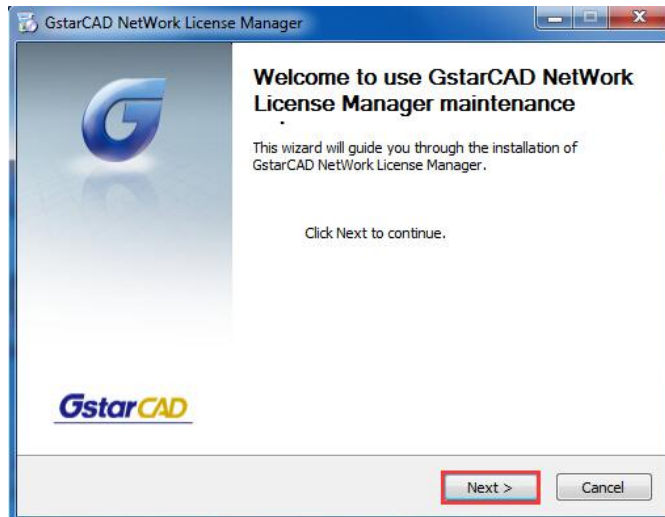 GstarCAD NetWork License Manager
Welcome to use GstarCAD NetWork
License Manager maintenance
This wizard will guide you through the installation of
GstarCAD NetWork License Manager.
Click Next to continue.
GstarCAD
Next >
Cancel